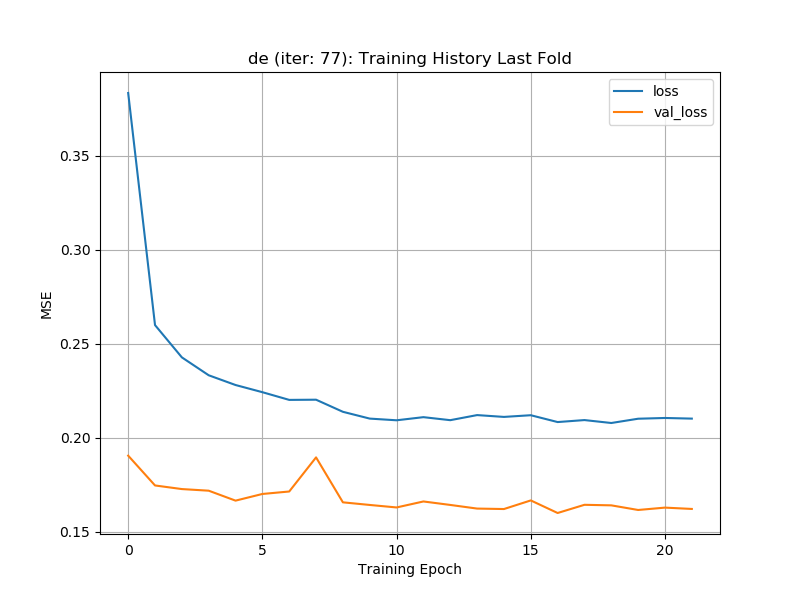 de (iter: 77): Training History Last Fold
loss
val_loss
0.35
0.30
0.25
0.20
0.15
MSE
0
5
10
15
20
Training Epoch